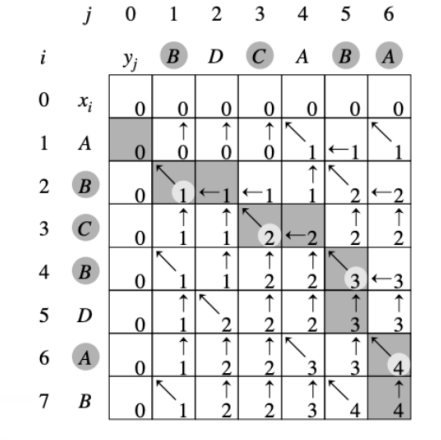 j 0 1 2 3 4 5 6
i y_j B D C A B A
0 x_i 0 0 0 0 0 0 0
1 A 0 ↑0 ↑0 ↑0 ↖1 ←1 ↖1
2 B 0 ↖1 ←1 ←1 ↑1 ↖2 ←2
3 C 0 ↑1 ↑1 ↖2 ←2 ↑2 ↑2
4 B 0 ↖1 ↑1 ↑2 ↑2 ↖3 ←3
5 D 0 ↑1 ↖2 ↑2 ↑2 ↑3 ↑3
6 A 0 ↑1 ↑2 ↑2 ↖3 ↑3 ↖4
7 B 0 ↖1 ↑2 ↑2 ↑3 ↖4 ↑4